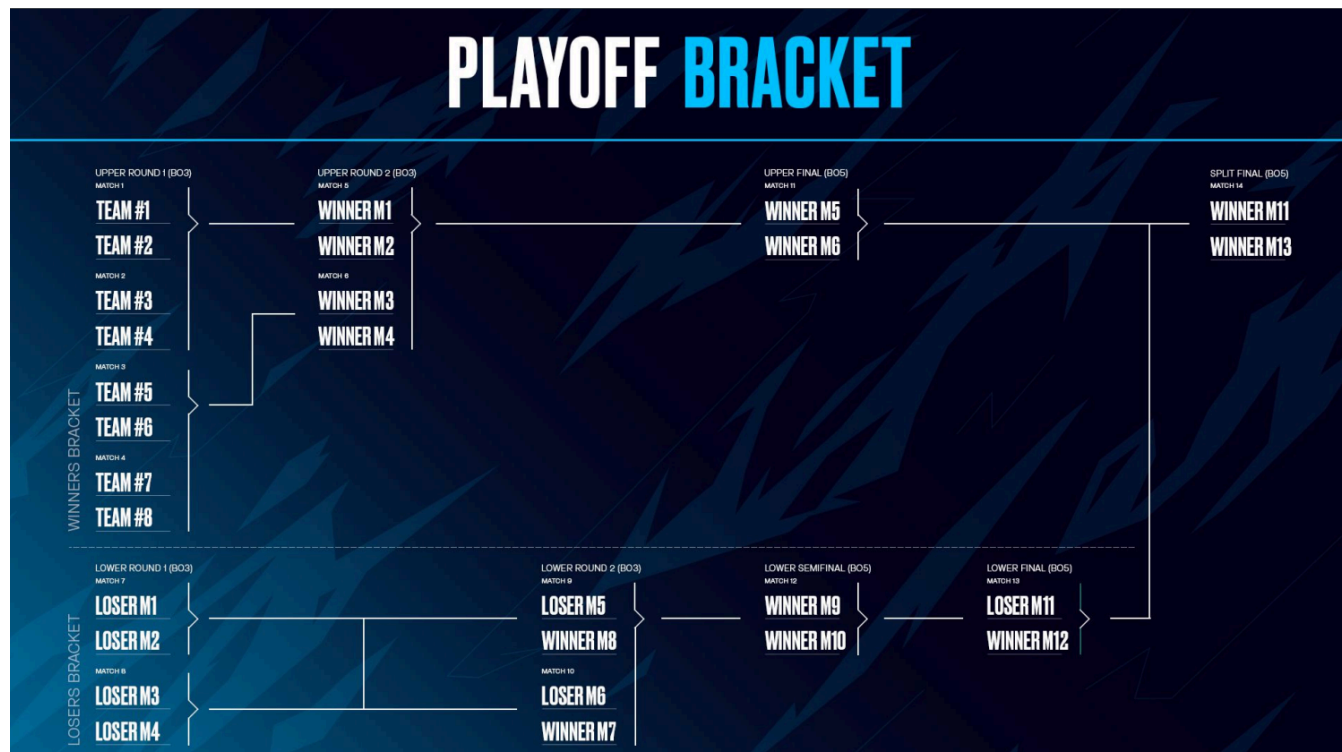 PLAYOFF BRACKET
UPPER ROUND 1 (BO3)
MATCH 1
TEAM #1
TEAM #2
MATCH 2
TEAM #3
TEAM #4
MATCH 3
TEAM #5
TEAM #6
MATCH 4
TEAM #7
TEAM #8
WINNERS BRACKET
UPPER ROUND 2 (BO3)
MATCH 5
WINNER M1
WINNER M2
MATCH 6
WINNER M3
WINNER M4
UPPER FINAL (BO5)
MATCH 11
WINNER M5
WINNER M6
SPLIT FINAL (BO5)
MATCH 14
WINNER M11
WINNER M13
LOSERS BRACKET
LOWER ROUND 1 (BO3)
MATCH 7
LOSER M1
LOSER M2
MATCH 8
LOSER M3
LOSER M4
LOWER ROUND 2 (BO3)
MATCH 9
LOSER M5
WINNER M8
MATCH 10
LOSER M6
WINNER M7
LOWER SEMIFINAL (BO5)
MATCH 12
WINNER M9
WINNER M10
LOWER FINAL (BO5)
MATCH 13
LOSER M11
WINNER M12